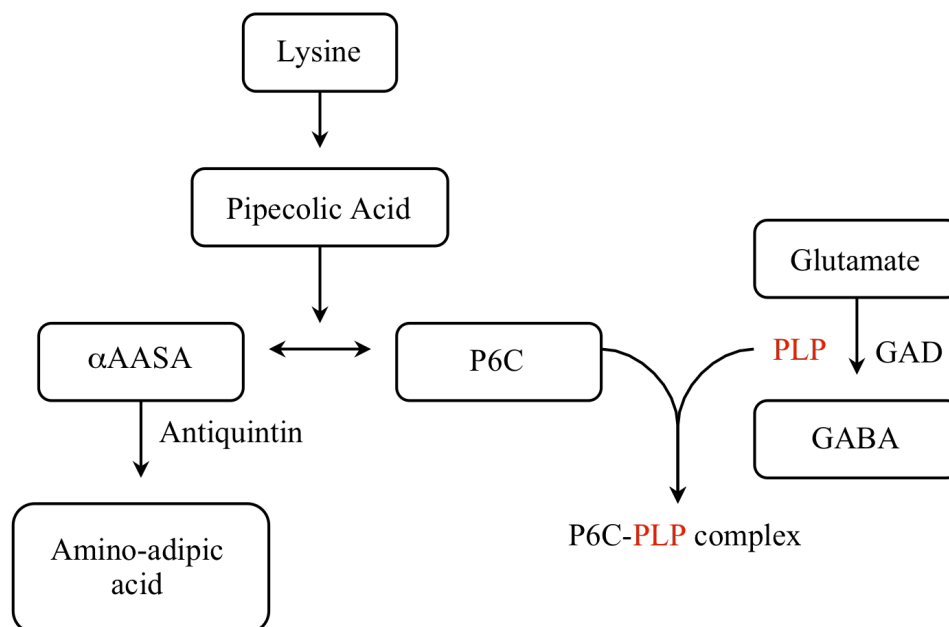 Lysine
Pipecolic Acid
Glutamate
αAASA
P6C
PLP
GAD
Antiquintin
GABA
Amino-adipic
acid
P6C-PLP complex